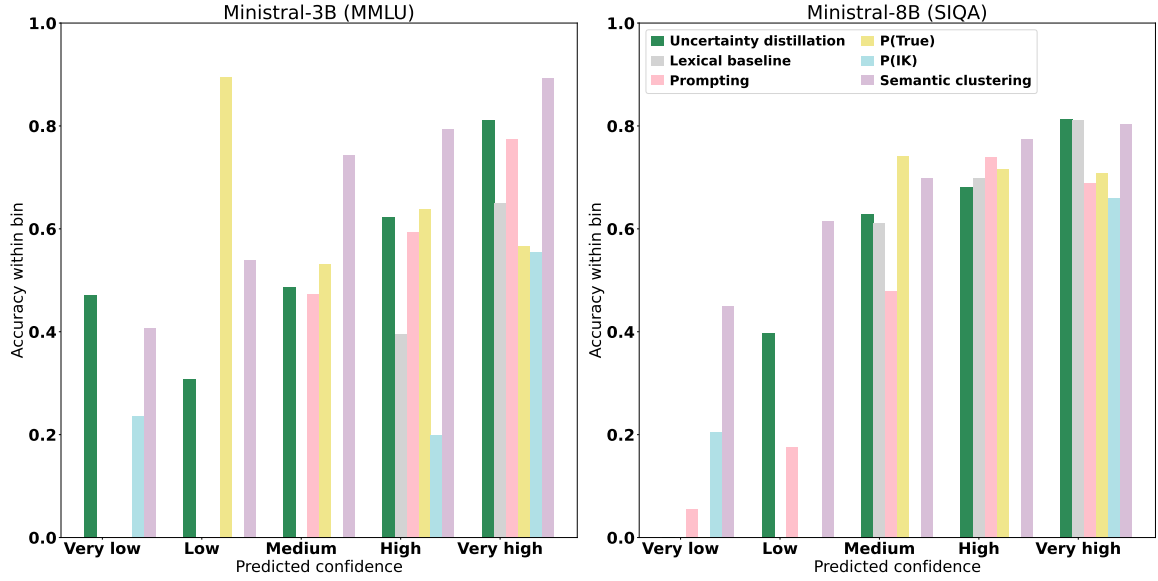 Ministral-3B (MMLU)
1.0
0.8
0.6
0.4
0.2
0.0
Accuracy within bin
Very low
Low
Medium
High
Very high
Predicted confidence
Ministral-8B (SIQA)
Uncertainty distillation
Lexical baseline
Prompting
P(True)
P(IK)
Semantic clustering
1.0
0.8
0.6
0.4
0.2
0.0
Accuracy within bin
Very low
Low
Medium
High
Very high
Predicted confidence